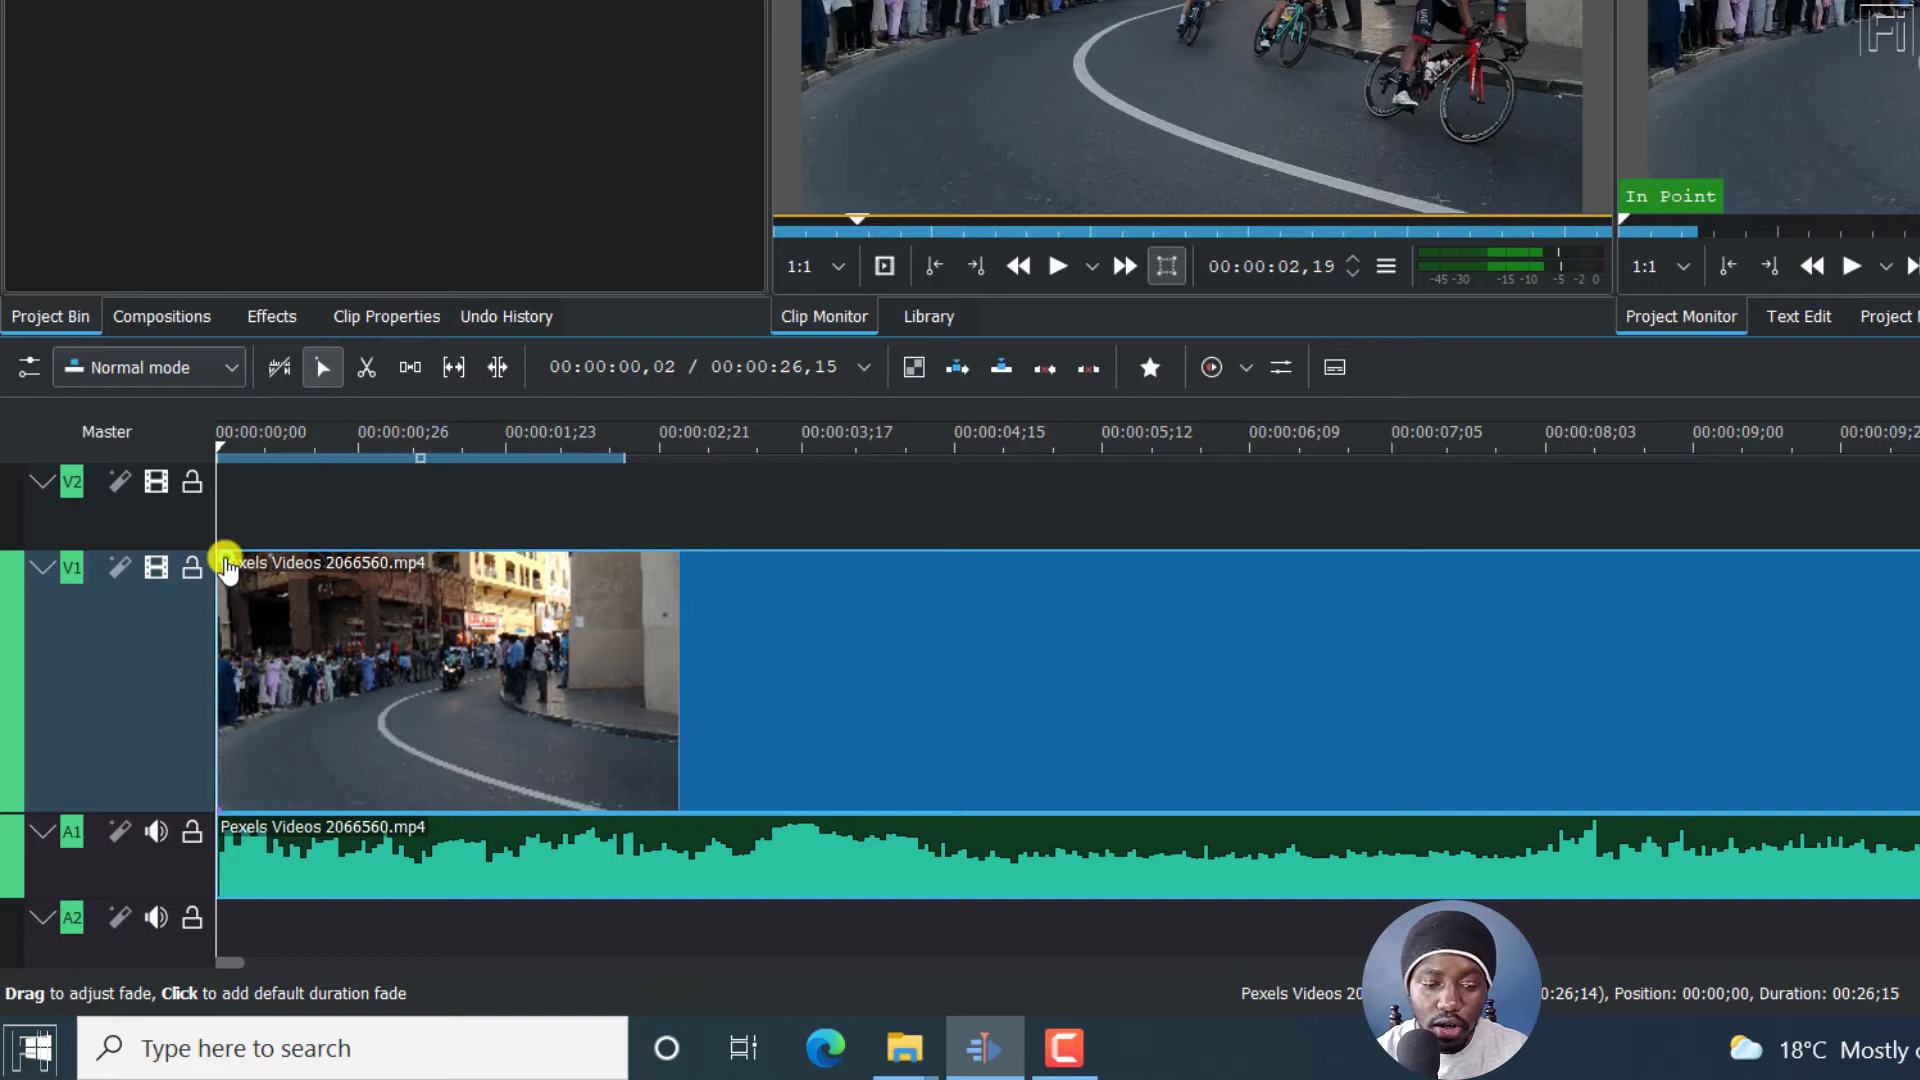 In Point
1:1
00:00:02,19
-45 -30 -15 -10 -5 -2 0
1:1
Project Bin Compositions Effects Clip Properties Undo History
Clip Monitor Library
Project Monitor Text Edit Project
Normal mode
00:00:00,02 / 00:00:26,15
Master
00:00:00;00 00:00:00;26 00:00:01;23 00:00:02;21 00:00:03;17 00:00:04;15 00:00:05;12 00:00:06;09 00:00:07;05 00:00:08;03 00:00:09;00 00:00:09;2
V2
V1
Videos 2066560.mp4
A1
Pexels Videos 2066560.mp4
A2
Drag to adjust fade, Click to add default duration fade
Pexels Videos 20 0:26;14), Position: 00:00;00, Duration: 00:26;15
Type here to search
18°C Mostly